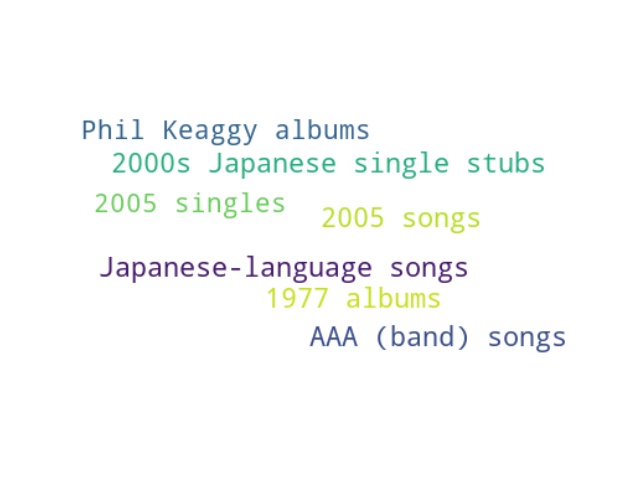 Phil Keaggy albums
2000s Japanese single stubs
2005 singles
2005 songs
Japanese-language songs
1977 albums
AAA (band) songs